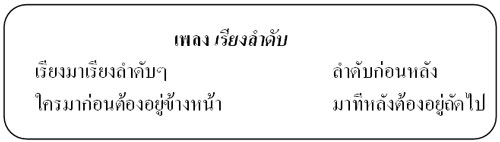 เพลง เรียงลำดับ
เรียงมาเรียงลำดับๆ ลำดับก่อนหลัง
ใครมาก่อนต้องอยู่ข้างหน้า มาทีหลังต้องอยู่ถัดไป